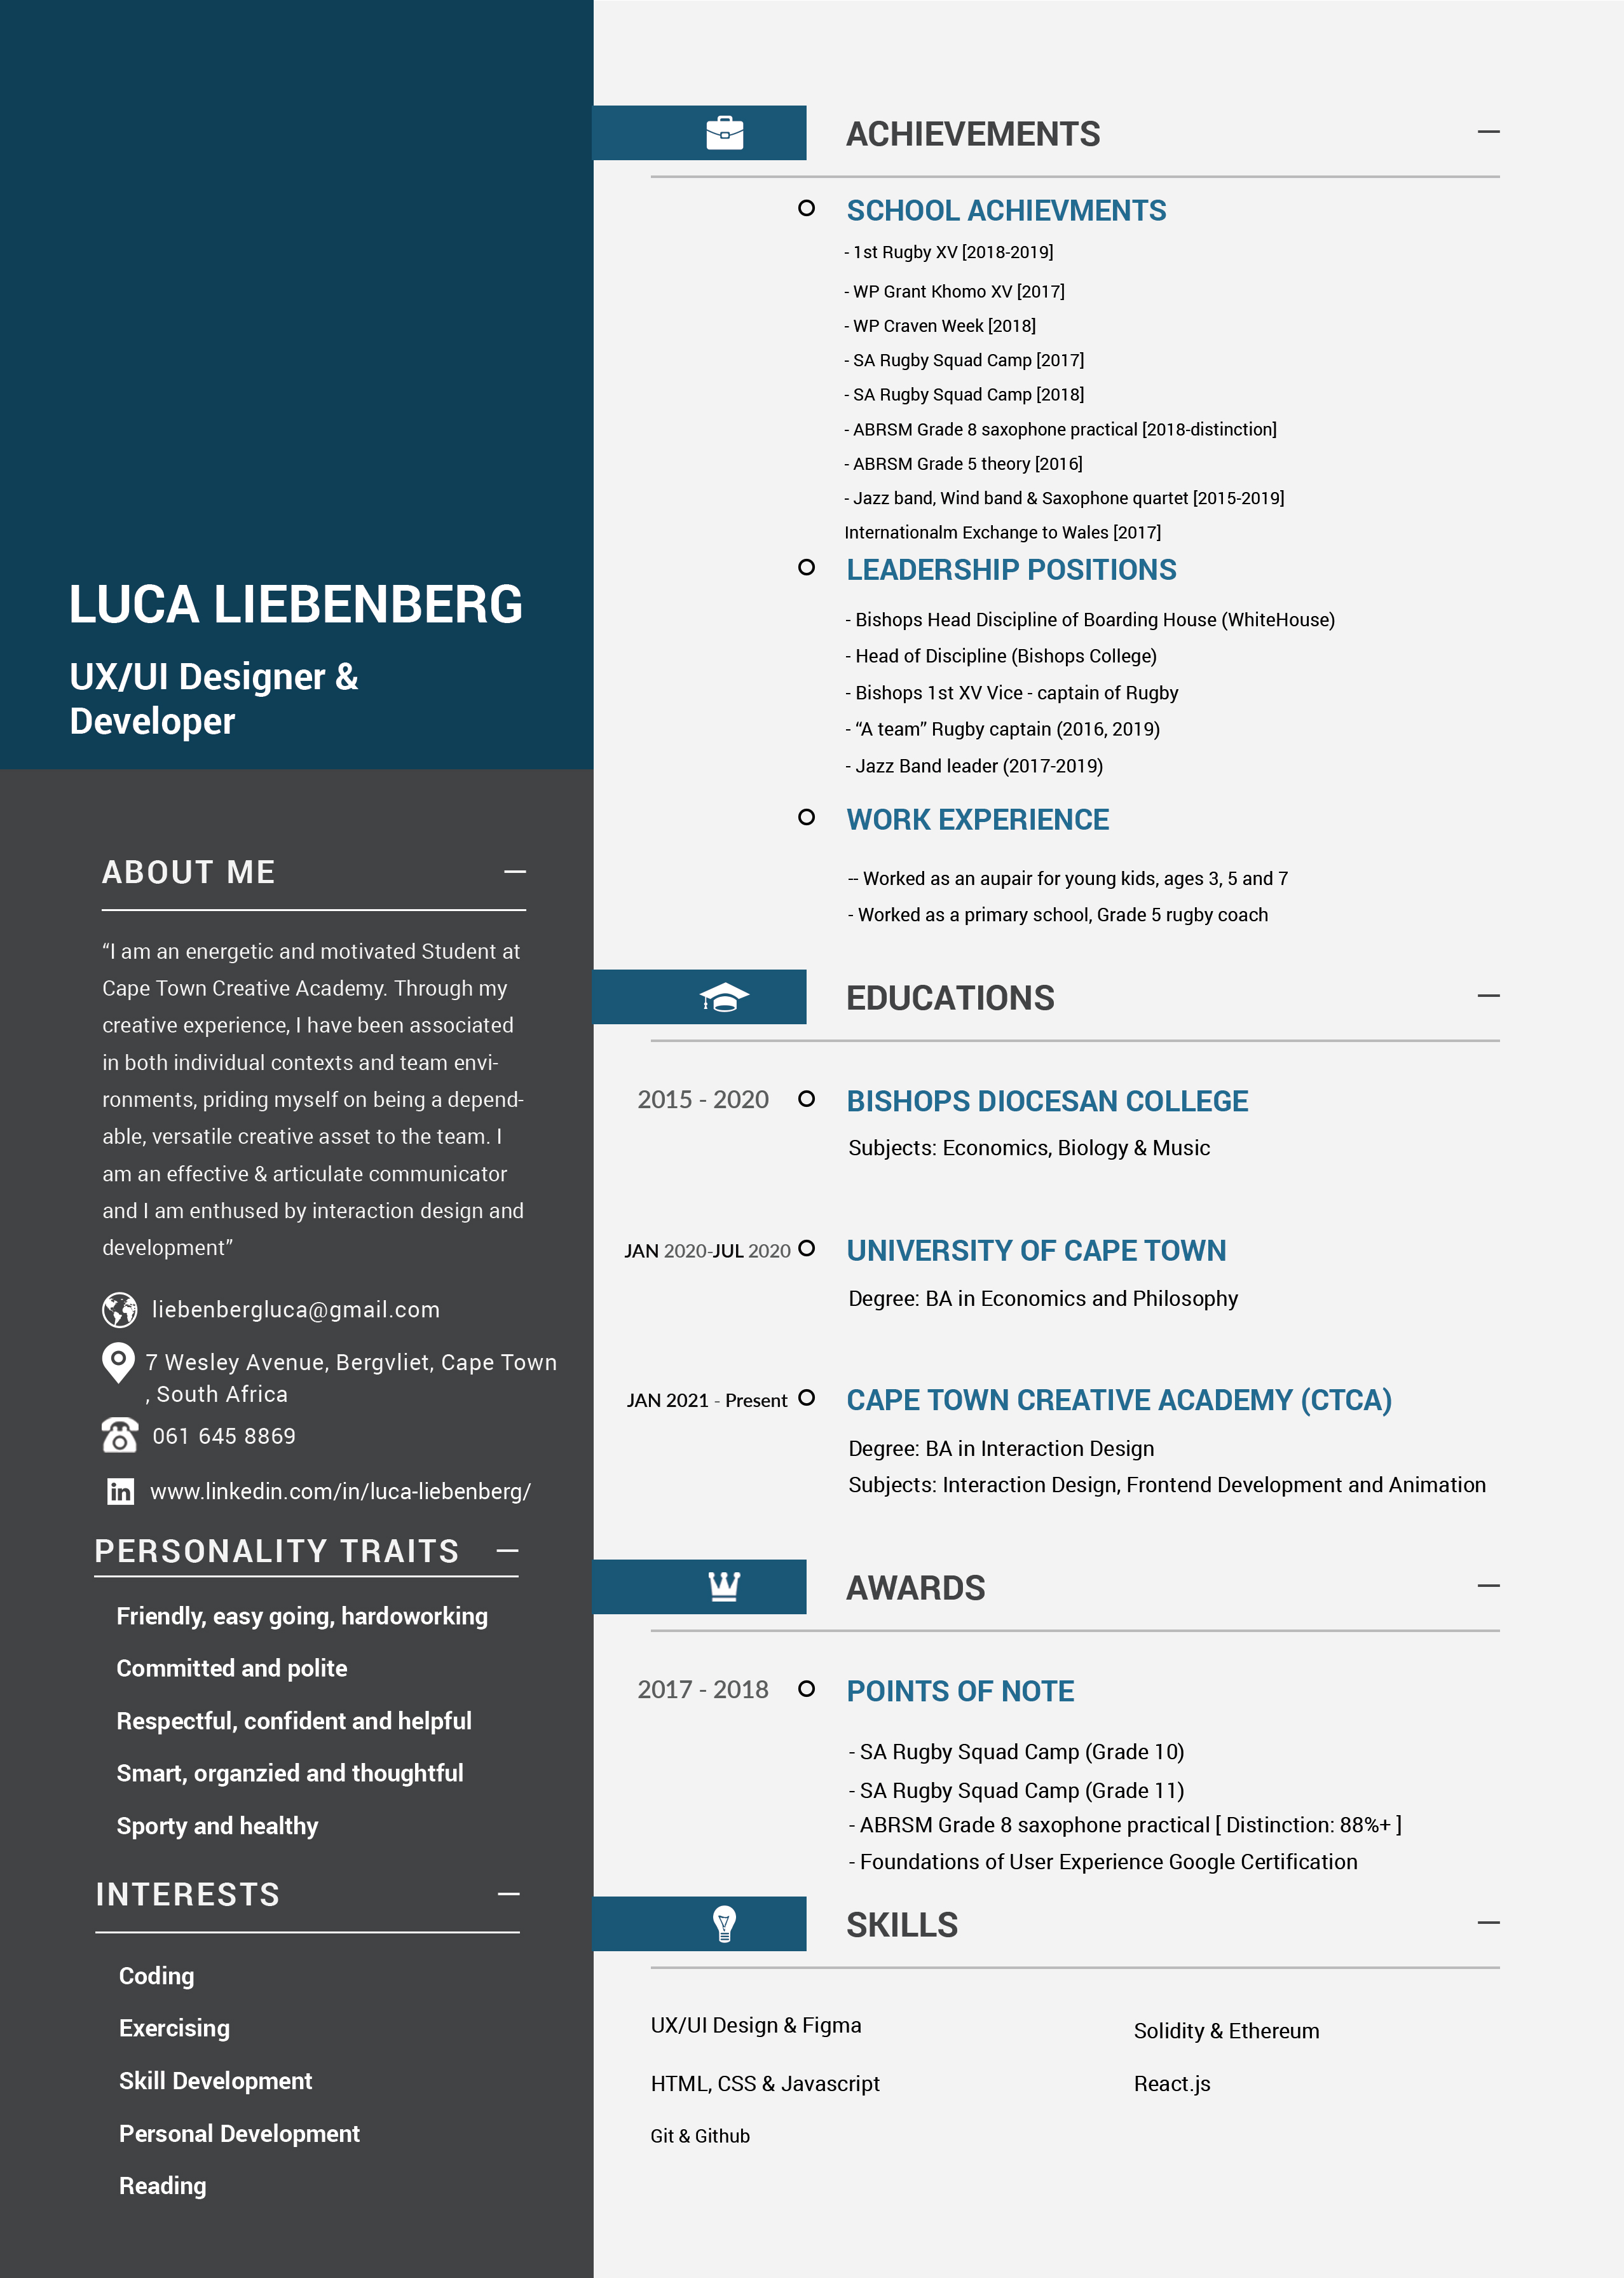 LUCA LIEBENBERG
UX/UI Designer &
Developer
ABOUT ME
“I am an energetic and motivated Student at
Cape Town Creative Academy. Through my
creative experience, I have been associated
in both individual contexts and team envi-
ronments, priding myself on being a depend-
able, versatile creative asset to the team. I
am an effective & articulate communicator
and I am enthused by interaction design and
development”
liebenbergluca@gmail.com
7 Wesley Avenue, Bergvliet, Cape Town
, South Africa
061 645 8869
in www.linkedin.com/in/luca-liebenberg/
PERSONALITY TRAITS
Friendly, easy going, hardoworking
Committed and polite
Respectful, confident and helpful
Smart, organzied and thoughtful
Sporty and healthy
INTERESTS
Coding
Exercising
Skill Development
Personal Development
Reading
ACHIEVEMENTS
SCHOOL ACHIEVMENTS
- 1st Rugby XV [2018-2019]
- WP Grant Khomo XV [2017]
- WP Craven Week [2018]
- SA Rugby Squad Camp [2017]
- SA Rugby Squad Camp [2018]
- ABRSM Grade 8 saxophone practical [2018-distinction]
- ABRSM Grade 5 theory [2016]
- Jazz band, Wind band & Saxophone quartet [2015-2019]
Internationalm Exchange to Wales [2017]
LEADERSHIP POSITIONS
- Bishops Head Discipline of Boarding House (WhiteHouse)
- Head of Discipline (Bishops College)
- Bishops 1st XV Vice - captain of Rugby
- “A team” Rugby captain (2016, 2019)
- Jazz Band leader (2017-2019)
WORK EXPERIENCE
-- Worked as an aupair for young kids, ages 3, 5 and 7
- Worked as a primary school, Grade 5 rugby coach
EDUCATIONS
2015 - 2020 BISHOPS DIOCESAN COLLEGE
Subjects: Economics, Biology & Music
JAN 2020-JUL 2020 UNIVERSITY OF CAPE TOWN
Degree: BA in Economics and Philosophy
JAN 2021 - Present CAPE TOWN CREATIVE ACADEMY (CTCA)
Degree: BA in Interaction Design
Subjects: Interaction Design, Frontend Development and Animation
AWARDS
2017 - 2018 POINTS OF NOTE
- SA Rugby Squad Camp (Grade 10)
- SA Rugby Squad Camp (Grade 11)
- ABRSM Grade 8 saxophone practical [ Distinction: 88%+ ]
- Foundations of User Experience Google Certification
SKILLS
UX/UI Design & Figma
Solidity & Ethereum
HTML, CSS & Javascript
React.js
Git & Github